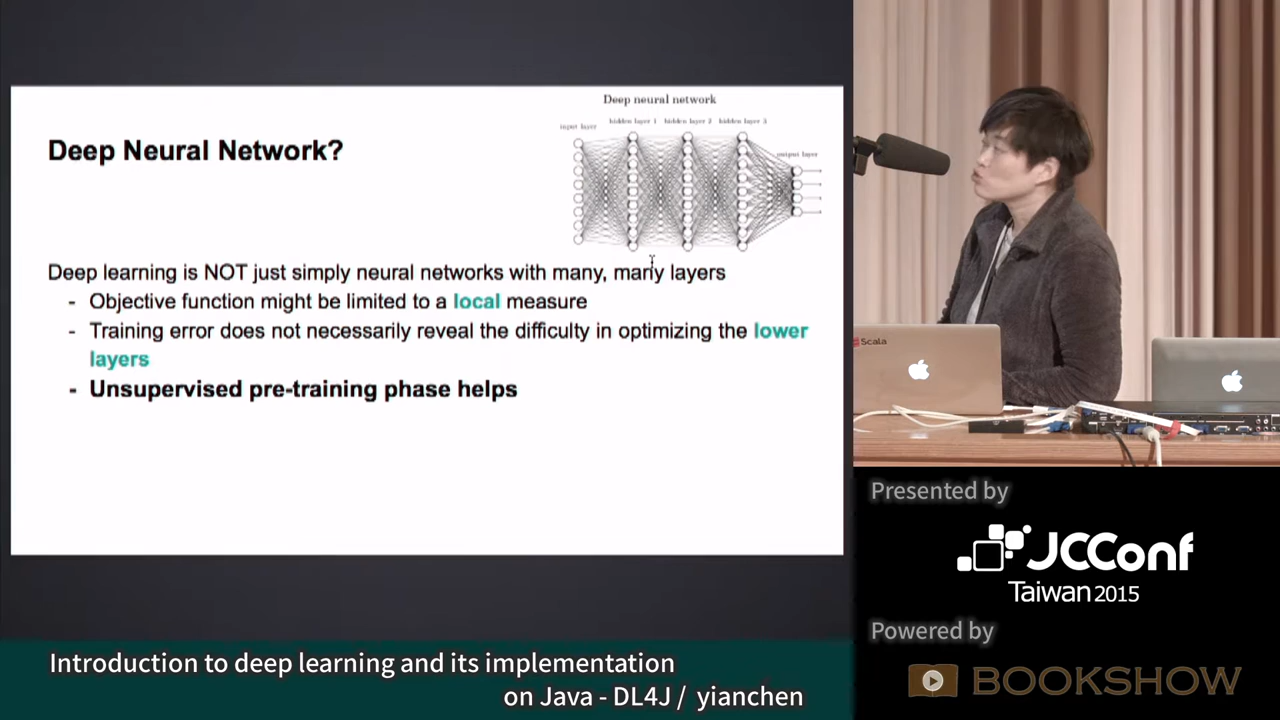 Deep neural network
input layer
hidden layer 1 hidden layer 2 hidden layer 3
output layer
Deep Neural Network?
Deep learning is NOT just simply neural networks with many, many layers
- Objective function might be limited to a local measure
- Training error does not necessarily reveal the difficulty in optimizing the lower
layers
- Unsupervised pre-training phase helps
Scala
Presented by
JCConf
Taiwan 2015
Powered by
BOOKSHOW
Introduction to deep learning and its implementation
on Java - DL4J / yianchen